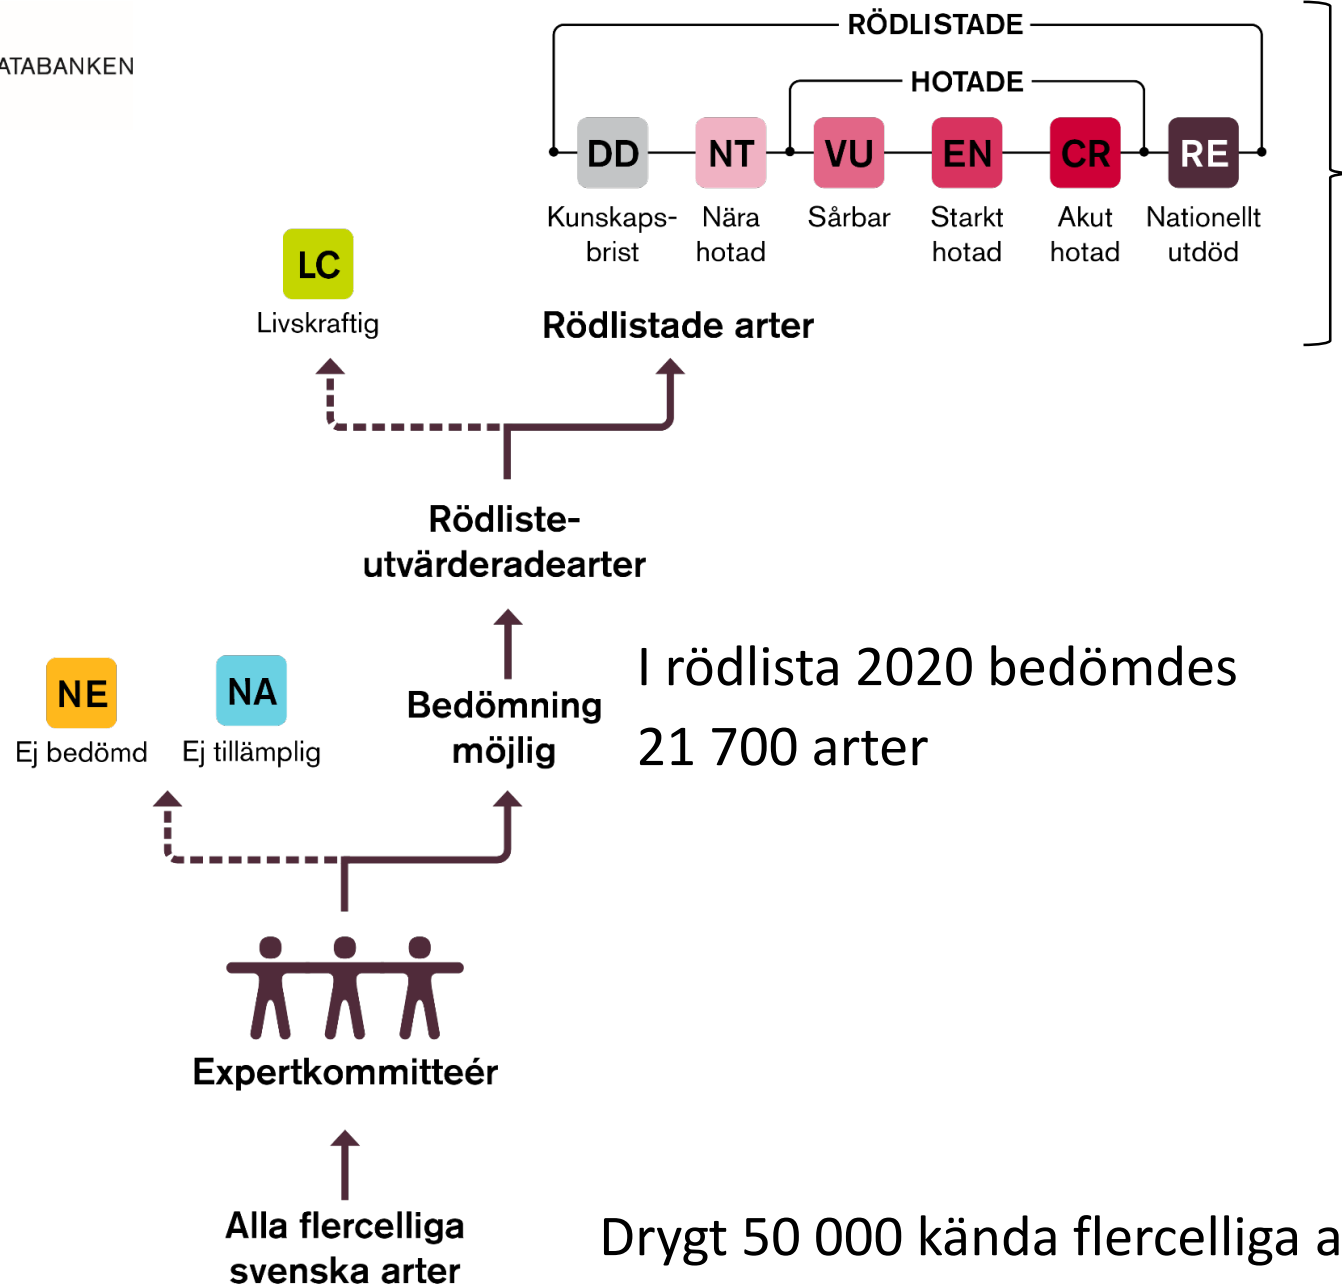 ATABANKEN
RÖDLISTADE
HOTADE
DD NT VU EN CR RE
Kunskaps-
brist
Nära
hotad
Sårbar
Starkt
hotad
Akut
hotad
Nationellt
utdöd
LC
Livskraftig
Rödlistade arter
Rödliste-
utvärderadearter
I rödlista 2020 bedömdes
21 700 arter
NE
Ej bedömd
NA
Ej tillämplig
Bedömning
möjlig
Expertkommitteér
Alla flercelliga
svenska arter
Drygt 50 000 kända flercelliga a